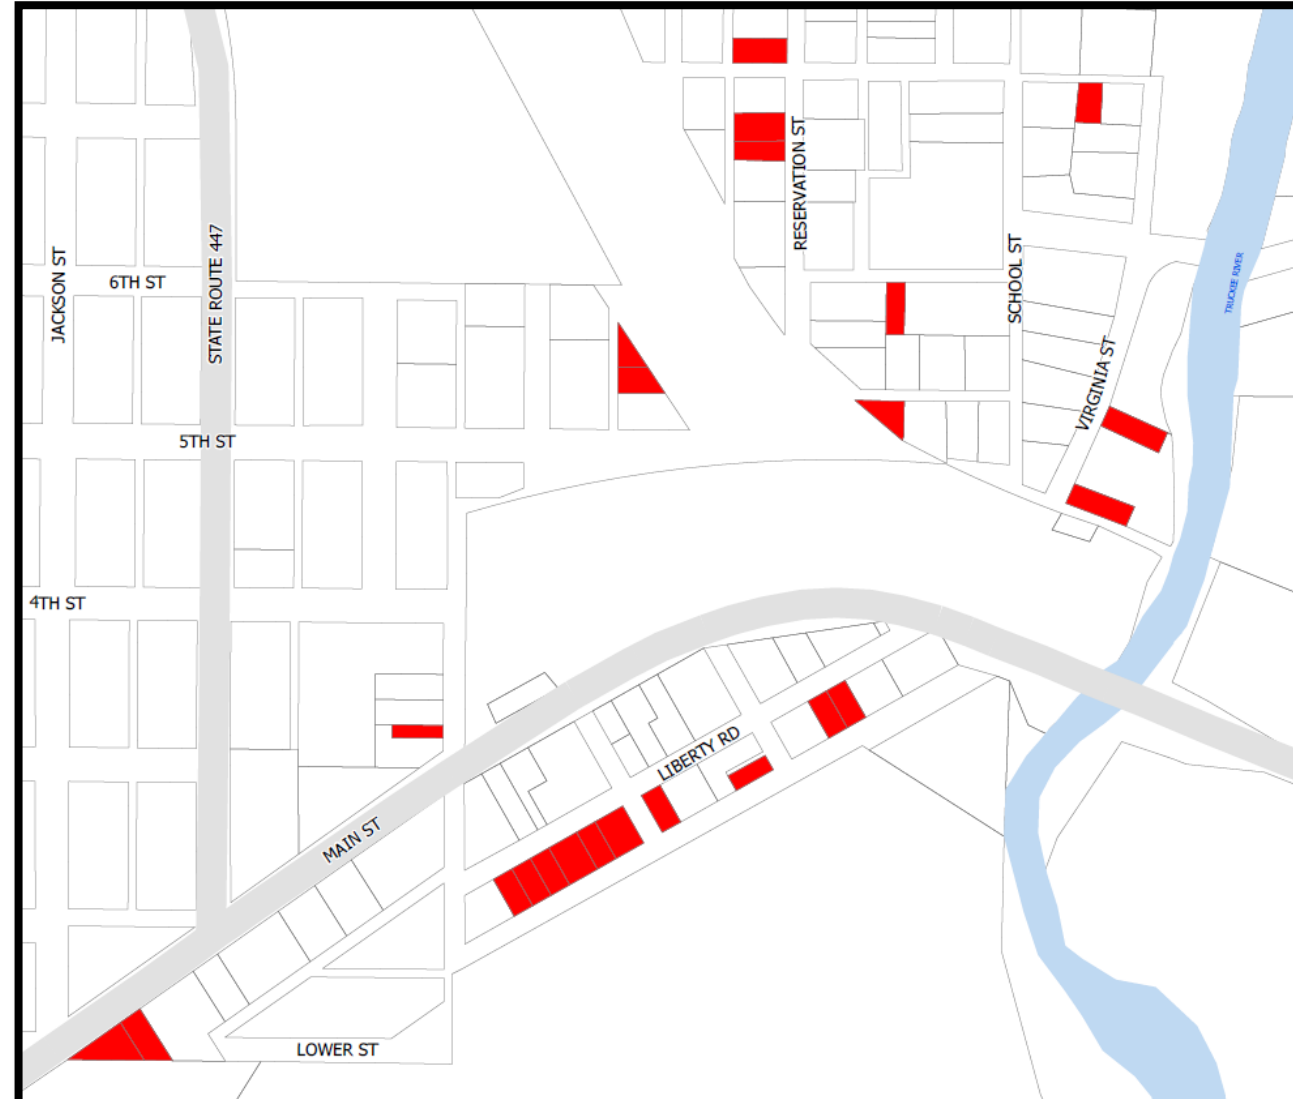 RESERVATION ST
JACKSON ST
STATE ROUTE 447
6TH ST
SCHOOL ST
TRUCKEE RIVER
VIRGINIA ST
5TH ST
4TH ST
LIBERTY RD
MAIN ST
LOWER ST